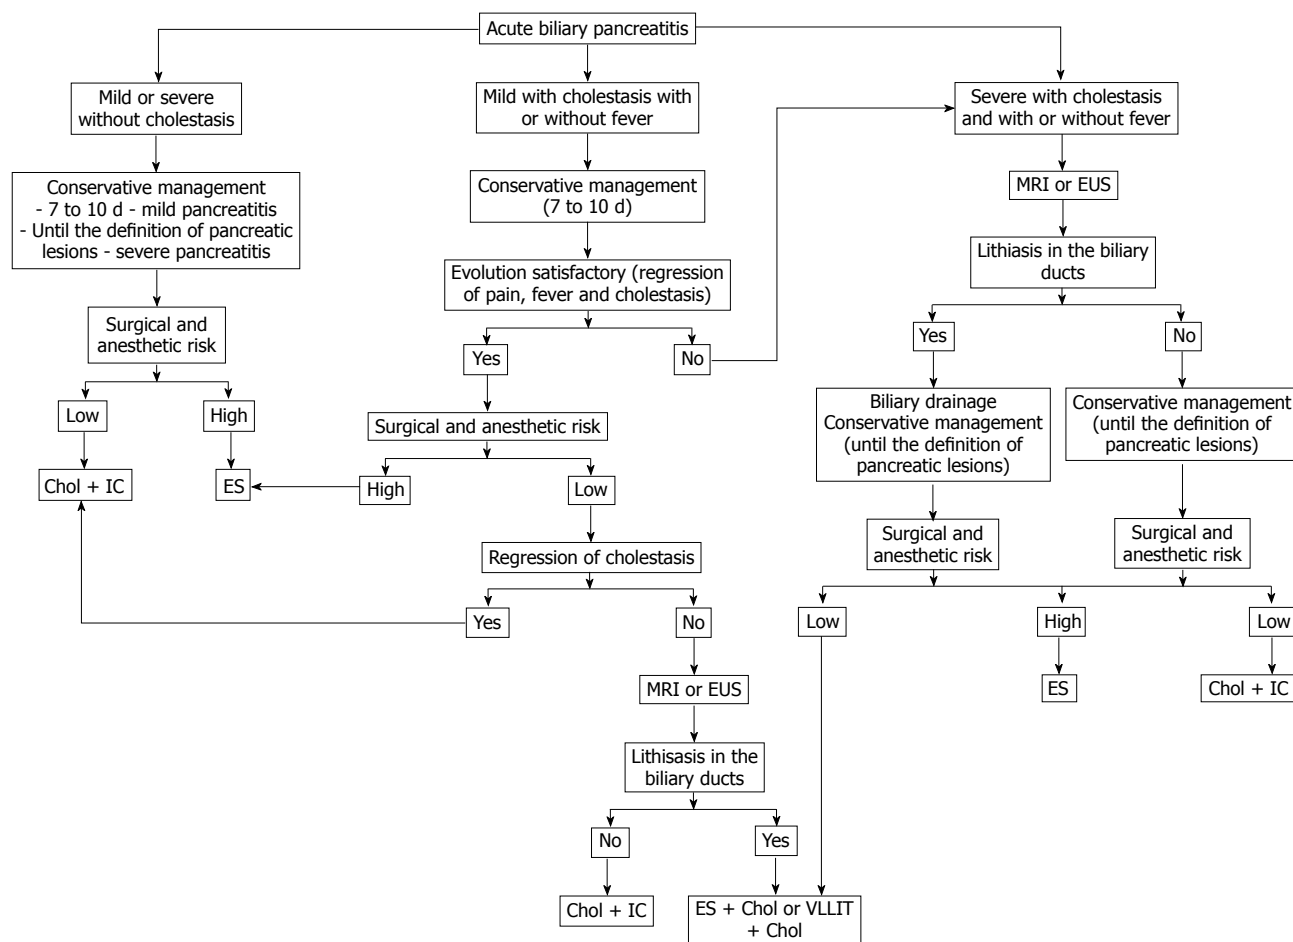 Acute biliary pancreatitis
Mild or severe
without cholestasis
Mild with cholestasis with
or without fever
Severe with cholestasis
and with or without fever
Conservative management
- 7 to 10 d - mild pancreatitis
- Until the definition of pancreatic
lesions - severe pancreatitis
Conservative management
(7 to 10 d)
MRI or EUS
Evolution satisfactory (regression
of pain, fever and cholestasis)
Lithiasis in the biliary
ducts
Surgical and
anesthetic risk
Yes
No
Yes
No
Low
High
Surgical and anesthetic risk
Biliary drainage
Conservative management
(until the definition of
pancreatic lesions)
Conservative management
(until the definition of
pancreatic lesions)
Chol + IC
ES
High
Low
Regression of cholestasis
Surgical and
anesthetic risk
Surgical and
anesthetic risk
Yes
No
Low
High
Low
MRI or EUS
ES
Chol + IC
Lithisasis in the
biliary ducts
No
Yes
Chol + IC
ES + Chol or VLLIT
+ Chol